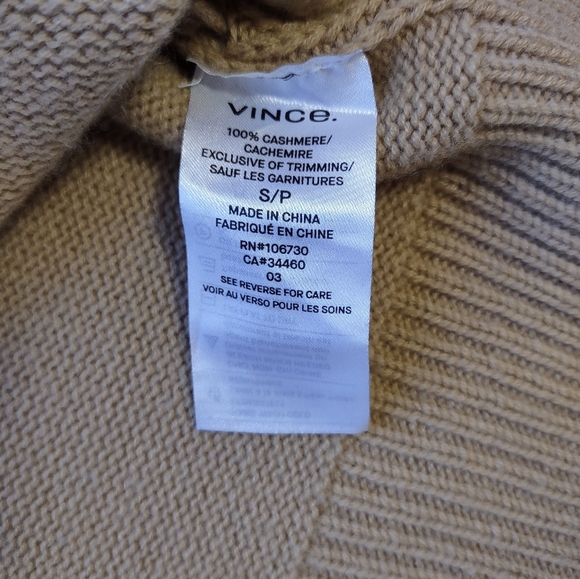 VINCE.
100% CASHMERE/
CACHEMIRE
EXCLUSIVE OF TRIMMING/
SAUF LES GARNITURES
S/P
MADE IN CHINA
FABRIQUÉ EN CHINE
RN#106730
CA#34460
03
SEE REVERSE FOR CARE
VOIR AU VERSO POUR LES SOINS